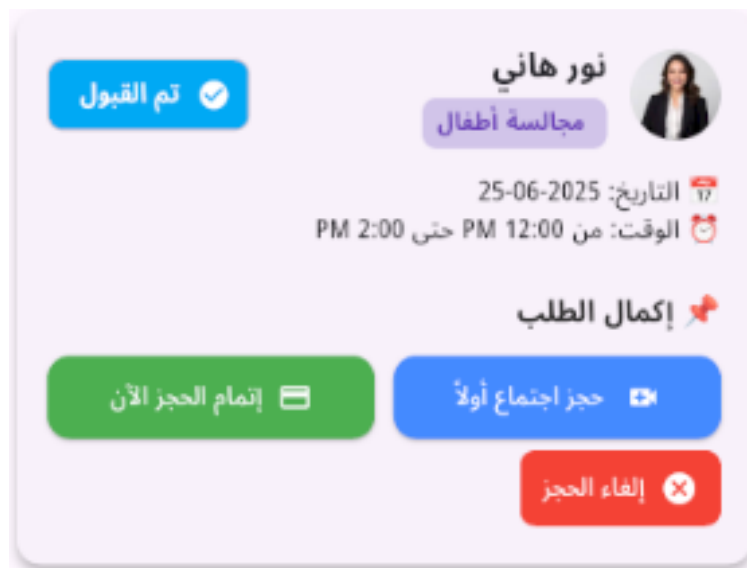 نور هاني
تم القبول
مجالسة أطفال
📅 التاريخ: 2025-06-25
⏰ الوقت: من 12:00 PM حتى 2:00 PM
📌 إكمال الطلب
حجز اجتماع أولاً
إتمام الحجز الآن
إلغاء الحجز